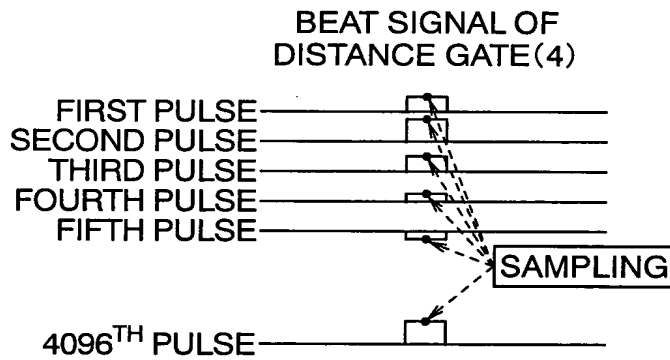 BEAT SIGNAL OF
DISTANCE GATE(4)
FIRST PULSE
SECOND PULSE
THIRD PULSE
FOURTH PULSE
FIFTH PULSE
SAMPLING
4096TH PULSE